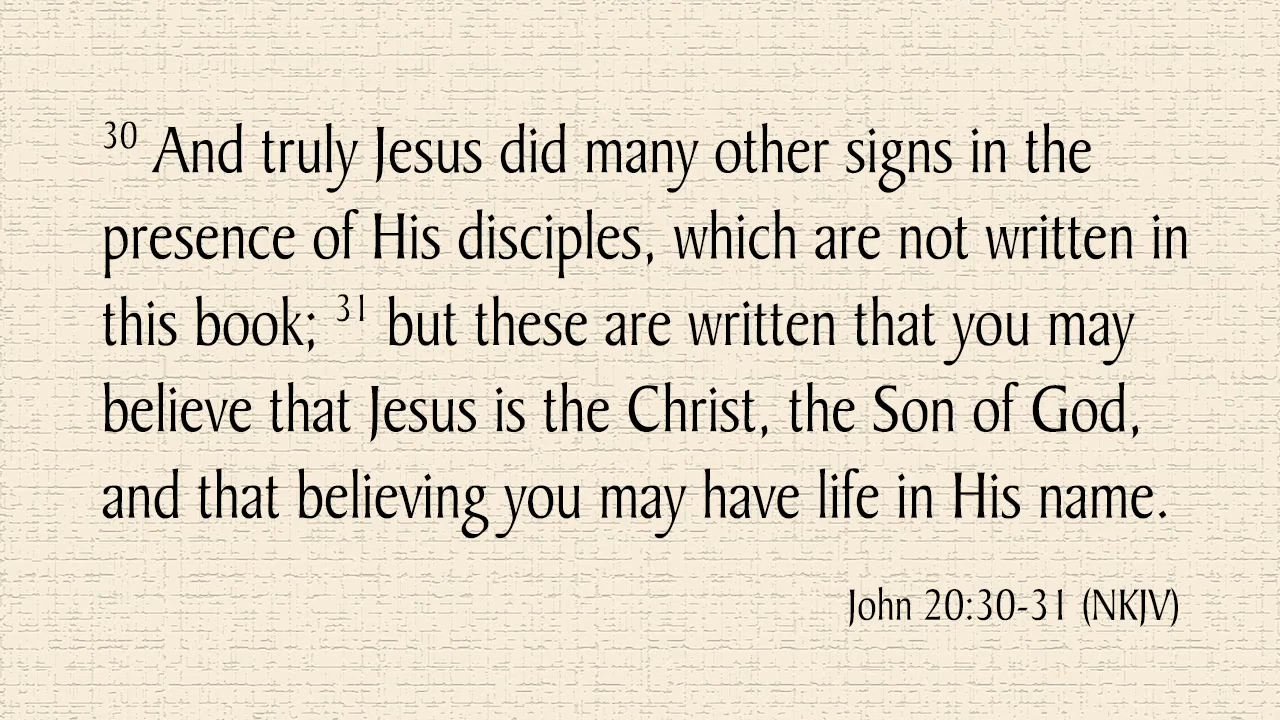 30 And truly Jesus did many other signs in the
presence of His disciples, which are not written in
this book; 31 but these are written that you may
believe that Jesus is the Christ, the Son of God,
and that believing you may have life in His name.
John 20:30-31 (NKJV)